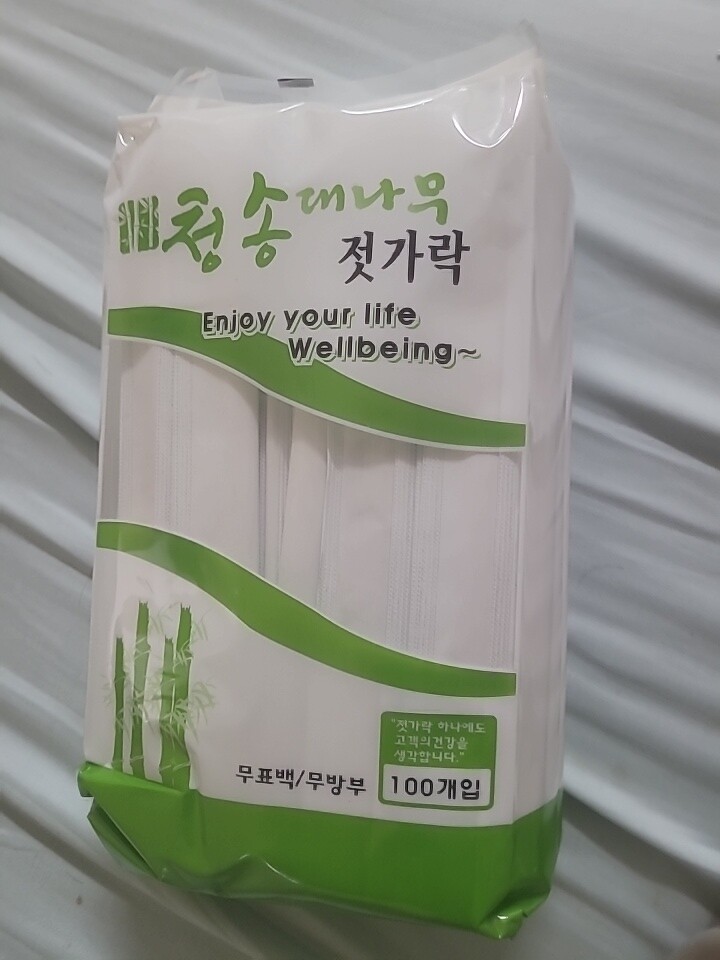 청송대나무
젓가락
Enjoy your life
Wellbeing~
"젓가락 하나에도
고객의건강을
생각합니다."
무표백/무방부
100개입